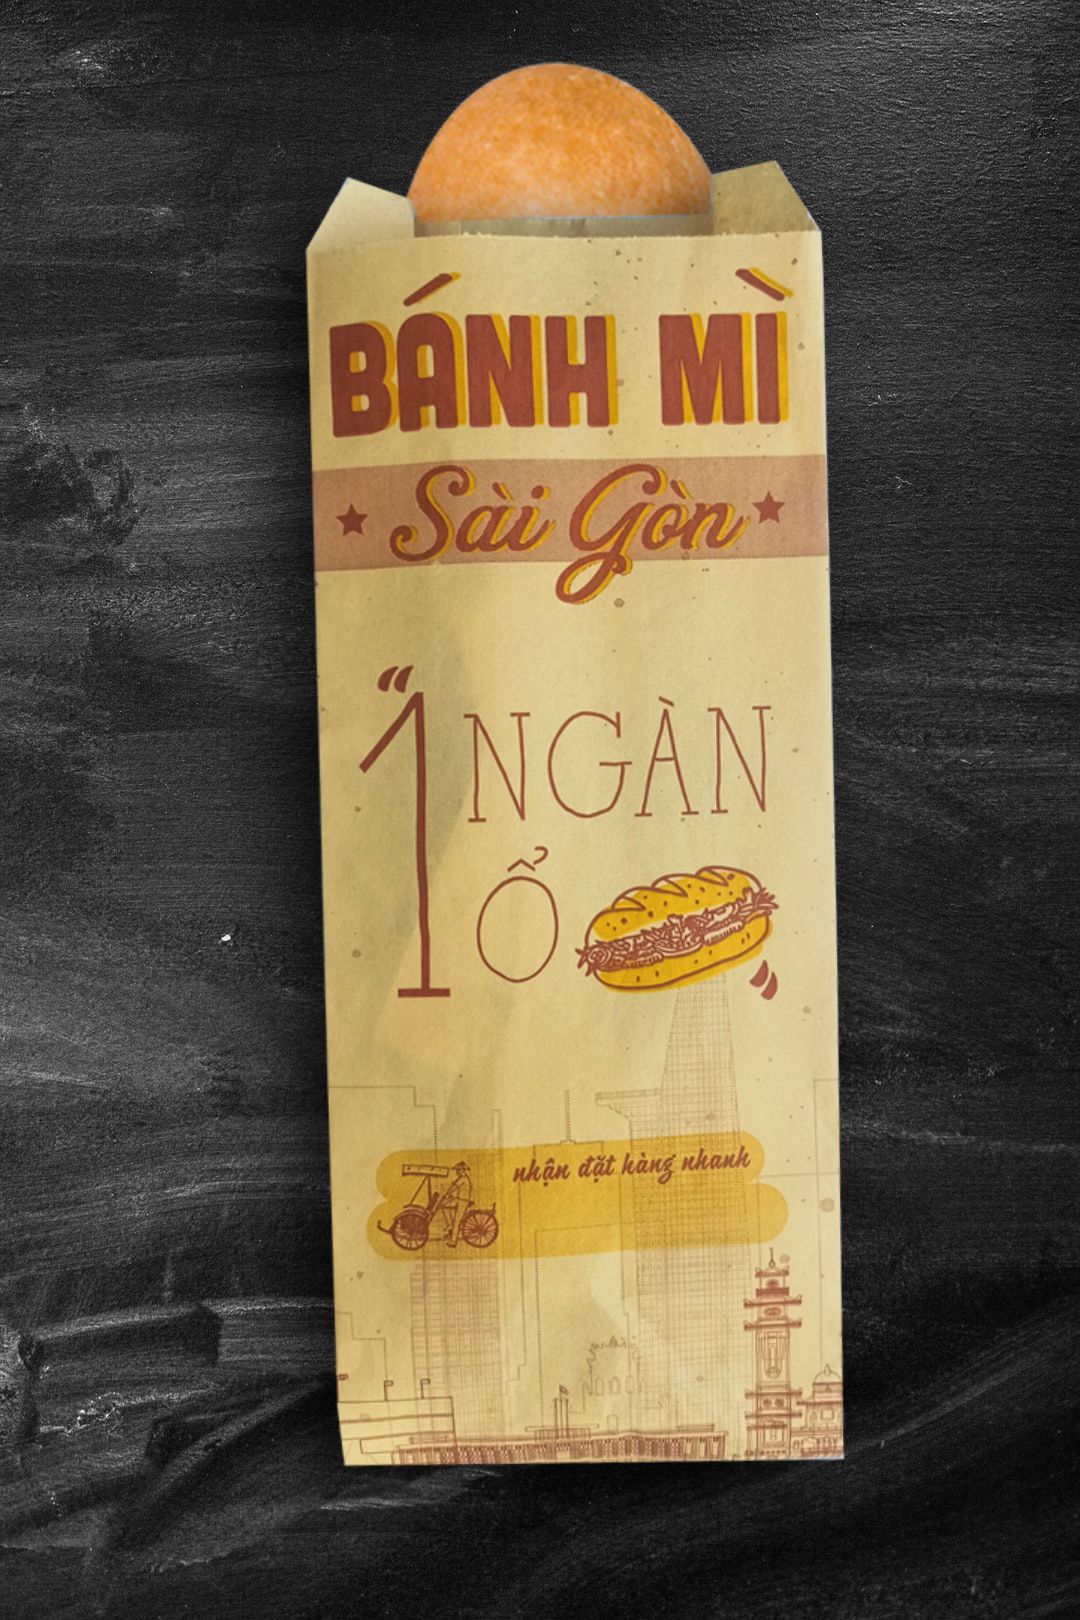 BÁNH MÌ
Sài Gòn
“1 NGÀN
Ổ ”
nhận đặt hàng nhanh